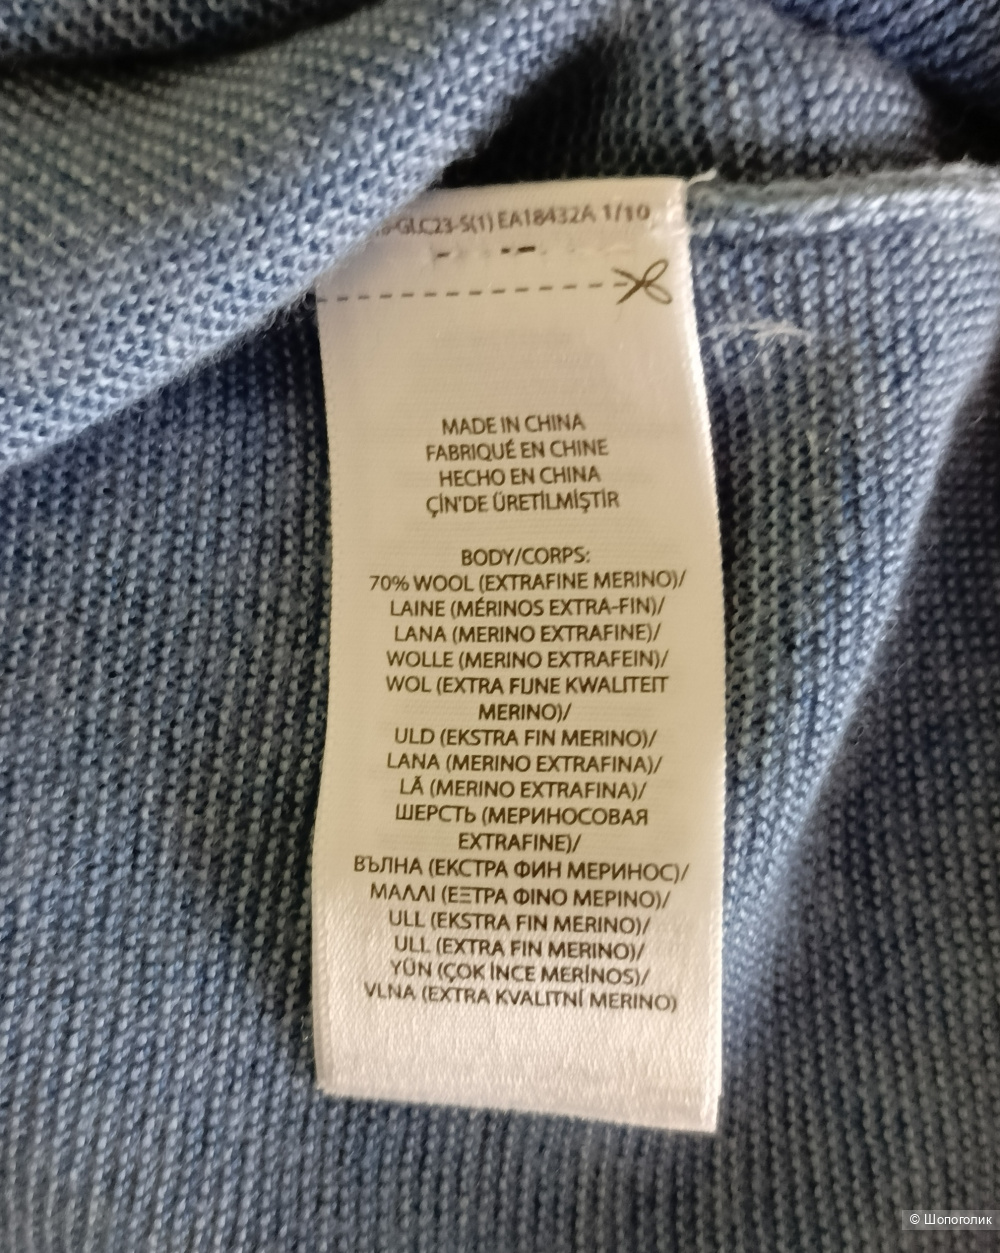 -GLC23-S(1) EA18432A 1/10
MADE IN CHINA
FABRIQUÉ EN CHINE
HECHO EN CHINA
ÇİN'DE ÜRETİLMİŞTİR
BODY/CORPS:
70% WOOL (EXTRAFINE MERINO)/
LAINE (MÉRINOS EXTRA-FIN)/
LANA (MERINO EXTRAFINE)/
WOLLE (MERINO EXTRAFEIN)/
WOL (EXTRA FIJNE KWALITEIT
MERINO)/
ULD (EKSTRA FIN MERINO)/
LANA (MERINO EXTRAFINA)/
LÃ (MERINO EXTRAFINA)/
ШЕРСТЬ (МЕРИНОСОВАЯ
EXTRAFINE)/
ВЪЛНА (ЕКСТРА ФИН МЕРИНОС)/
ΜΑΛΛΙ (ΕΞΤΡΑ ΦΙΝΟ ΜΕΡΙΝΟ)/
ULL (EKSTRA FIN MERINO)/
ULL (EXTRA FIN MERINO)/
YÜN (ÇOK İNCE MERİNOS)/
VLNA (EXTRA KVALITNÍ MERINO)
© Шопоголик